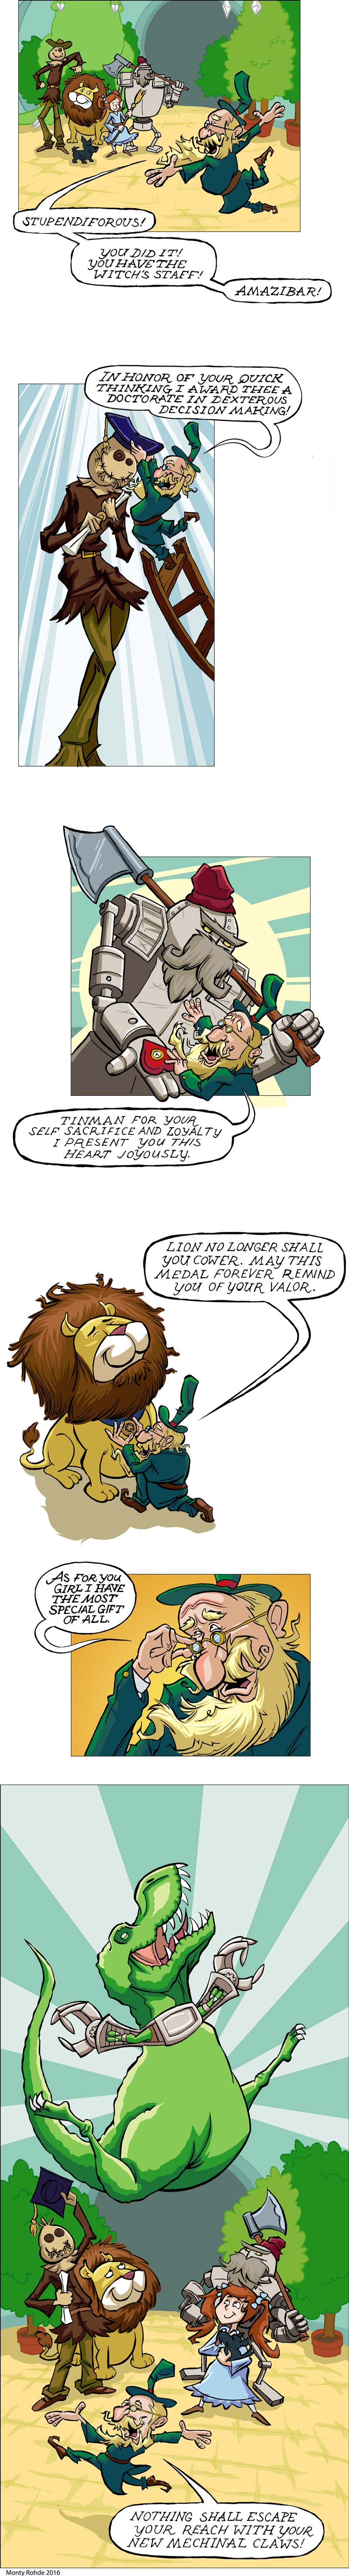 STUPENDIFOROUS!
YOU DID IT!
YOU HAVE THE
WITCH'S STAFF!
AMAZIBAR!
IN HONOR OF YOUR QUICK
THINKING I AWARD THEE A
DOCTORATE IN DEXTEROUS
DECISION MAKING!
TINMAN FOR YOUR
SELF SACRIFICE AND LOYALTY
I PRESENT YOU THIS
HEART JOYOUSLY.
LION NO LONGER SHALL
YOU COWER. MAY THIS
MEDAL FOREVER REMIND
YOU OF YOUR VALOR.
AS FOR YOU
GIRL I HAVE
THE MOST
SPECIAL GIFT
OF ALL.
NOTHING SHALL ESCAPE
YOUR REACH WITH YOUR
NEW MECHINAL CLAWS!
Monty Rohde 2016